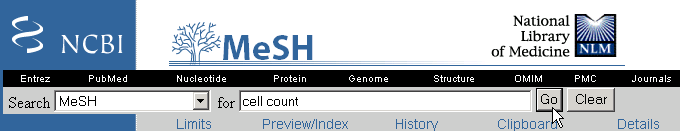 NCBI
MeSH
National
Library
of Medicine
NLM
Entrez PubMed Nucleotide Protein Genome Structure OMIM PMC Journals
Search MeSH for cell count Go Clear
Limits Preview/Index History Clipboard Details